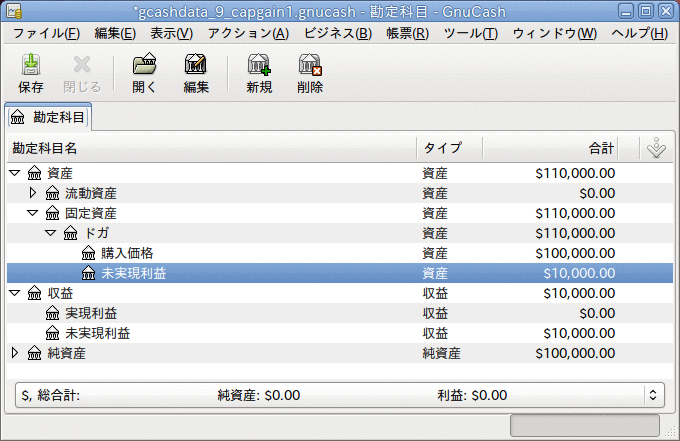 *gcashdata_9_capgain1.gnucash - 勘定科目 - GnuCash
ファイル(F) 編集(E) 表示(V) アクション(A) ビジネス(B) 帳票(R) ツール(T) ウィンドウ(W) ヘルプ(H)
保存 閉じる 開く 編集 新規 削除
勘定科目
勘定科目名 タイプ 合計
資産 資産 $110,000.00
流動資産 資産 $0.00
固定資産 資産 $110,000.00
ドガ 資産 $110,000.00
購入価格 資産 $100,000.00
未実現利益 資産 $10,000.00
収益 収益 $10,000.00
実現利益 収益 $0.00
未実現利益 収益 $10,000.00
純資産 純資産 $100,000.00
$, 総合計: 純資産: $0.00 利益: $0.00